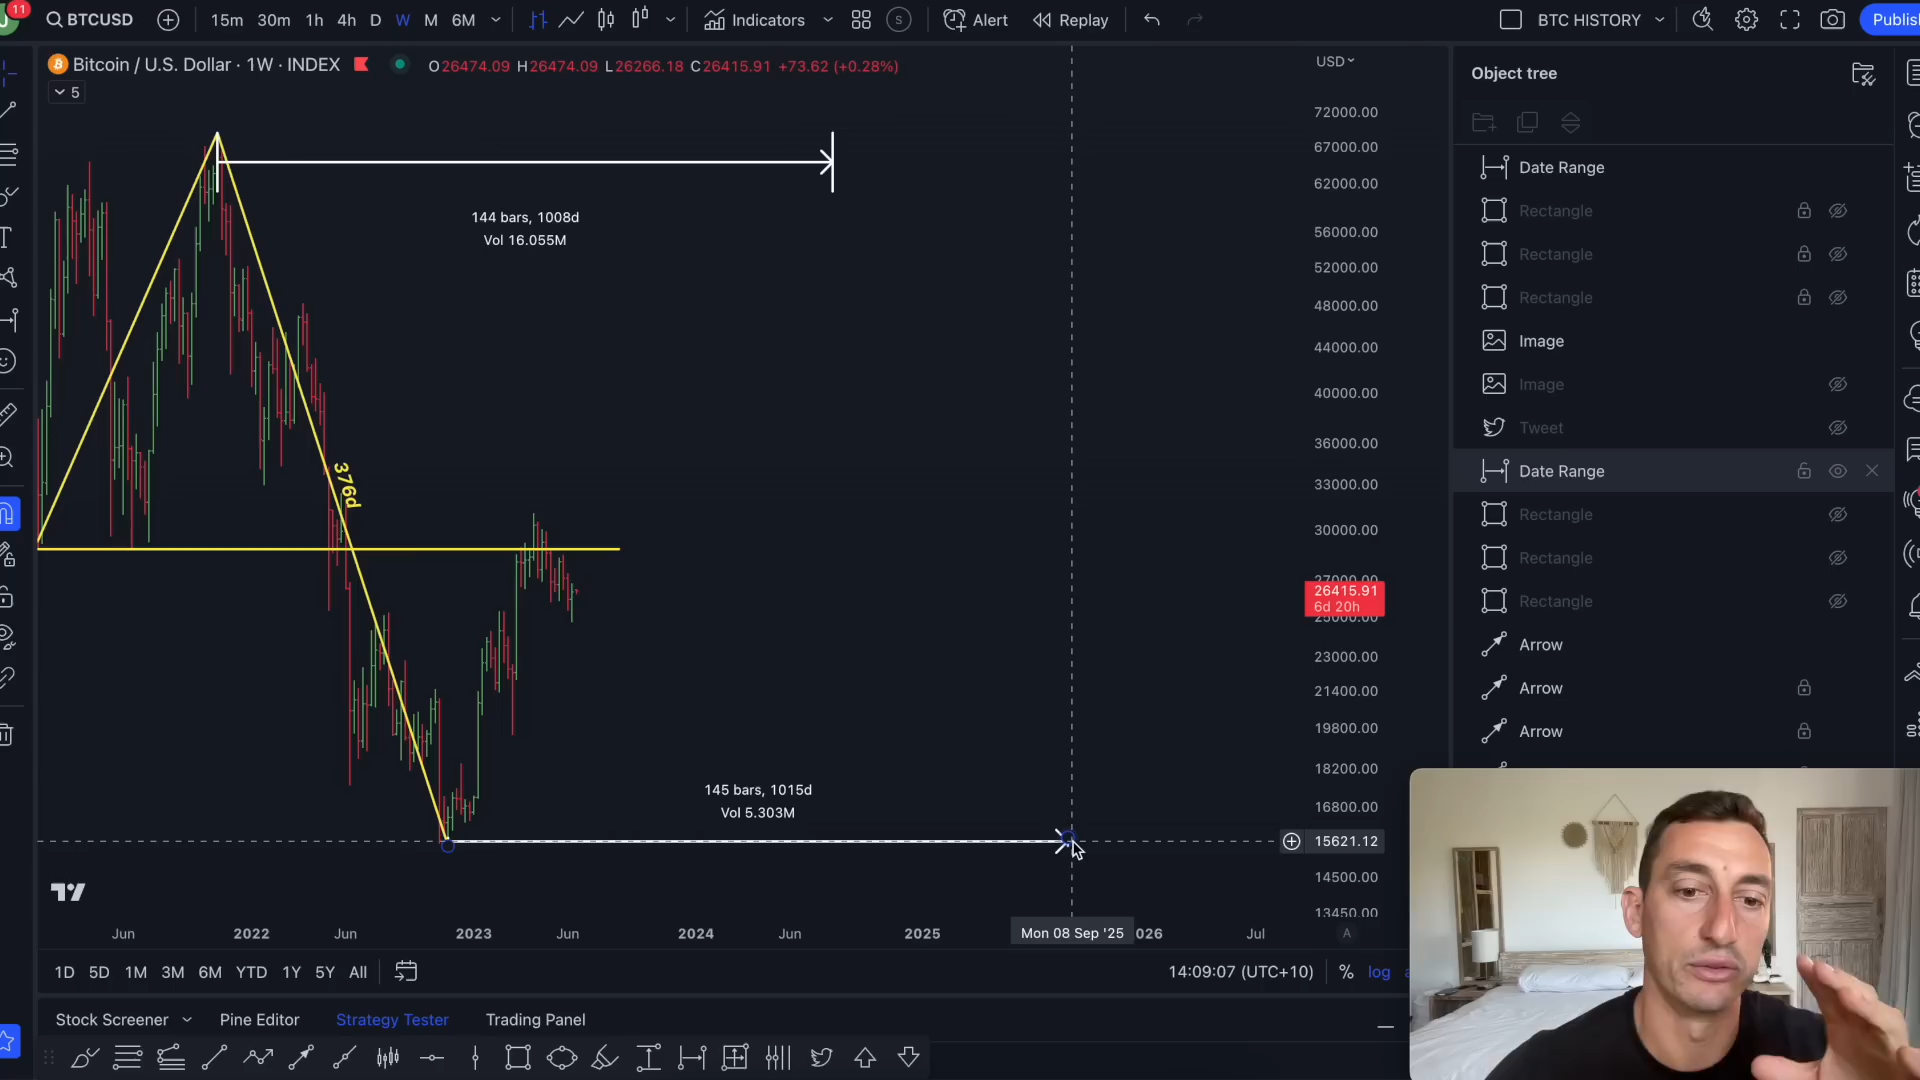 11
BTCUSD
15m 30m 1h 4h D W M 6M
Indicators
S
Alert
Replay
BTC HISTORY
Publish
Bitcoin / U.S. Dollar · 1W · INDEX
O26474.09 H26474.09 L26266.18 C26415.91 +73.62 (+0.28%)
5
USD
Object tree
Date Range
Rectangle
Rectangle
Rectangle
Image
Image
Tweet
Date Range
Rectangle
Rectangle
Rectangle
Arrow
Arrow
Arrow
144 bars, 1008d
Vol 16.055M
376d
145 bars, 1015d
Vol 5.303M
72000.00
67000.00
62000.00
56000.00
52000.00
48000.00
44000.00
40000.00
36000.00
33000.00
30000.00
27000.00
26415.91
6d 20h
25000.00
23000.00
21400.00
19800.00
18200.00
16800.00
15621.12
14500.00
13450.00
Jun 2022 Jun 2023 Jun 2024 Jun 2025 Mon 08 Sep '25 026 Jul A
1D 5D 1M 3M 6M YTD 1Y 5Y All
14:09:07 (UTC+10) % log a
Stock Screener Pine Editor Strategy Tester Trading Panel